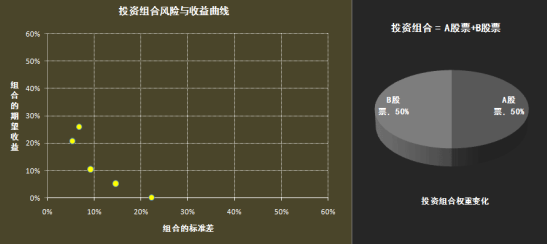 投资组合风险与收益曲线
60%
50%
40%
30%
20%
10%
0%
0%
10%
20%
30%
40%
50%
60%
组合的期望收益
组合的标准差
投资组合 = A股票+B股票
B股
票, 50%
A股
票, 50%
投资组合权重变化